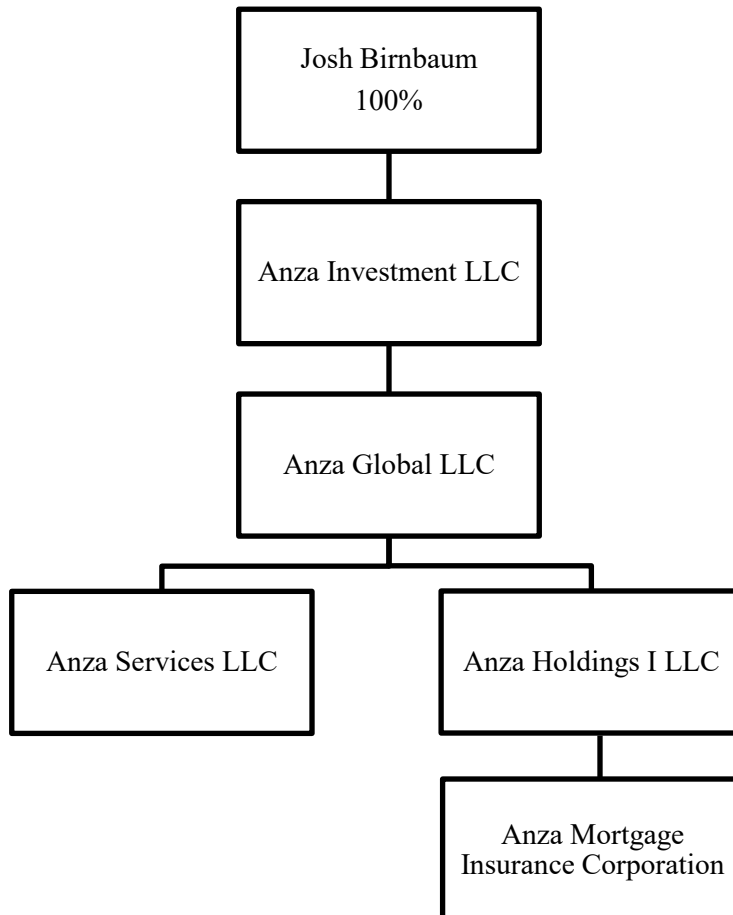 Josh Birnbaum
100%
Anza Investment LLC
Anza Global LLC
Anza Services LLC
Anza Holdings I LLC
Anza Mortgage
Insurance Corporation